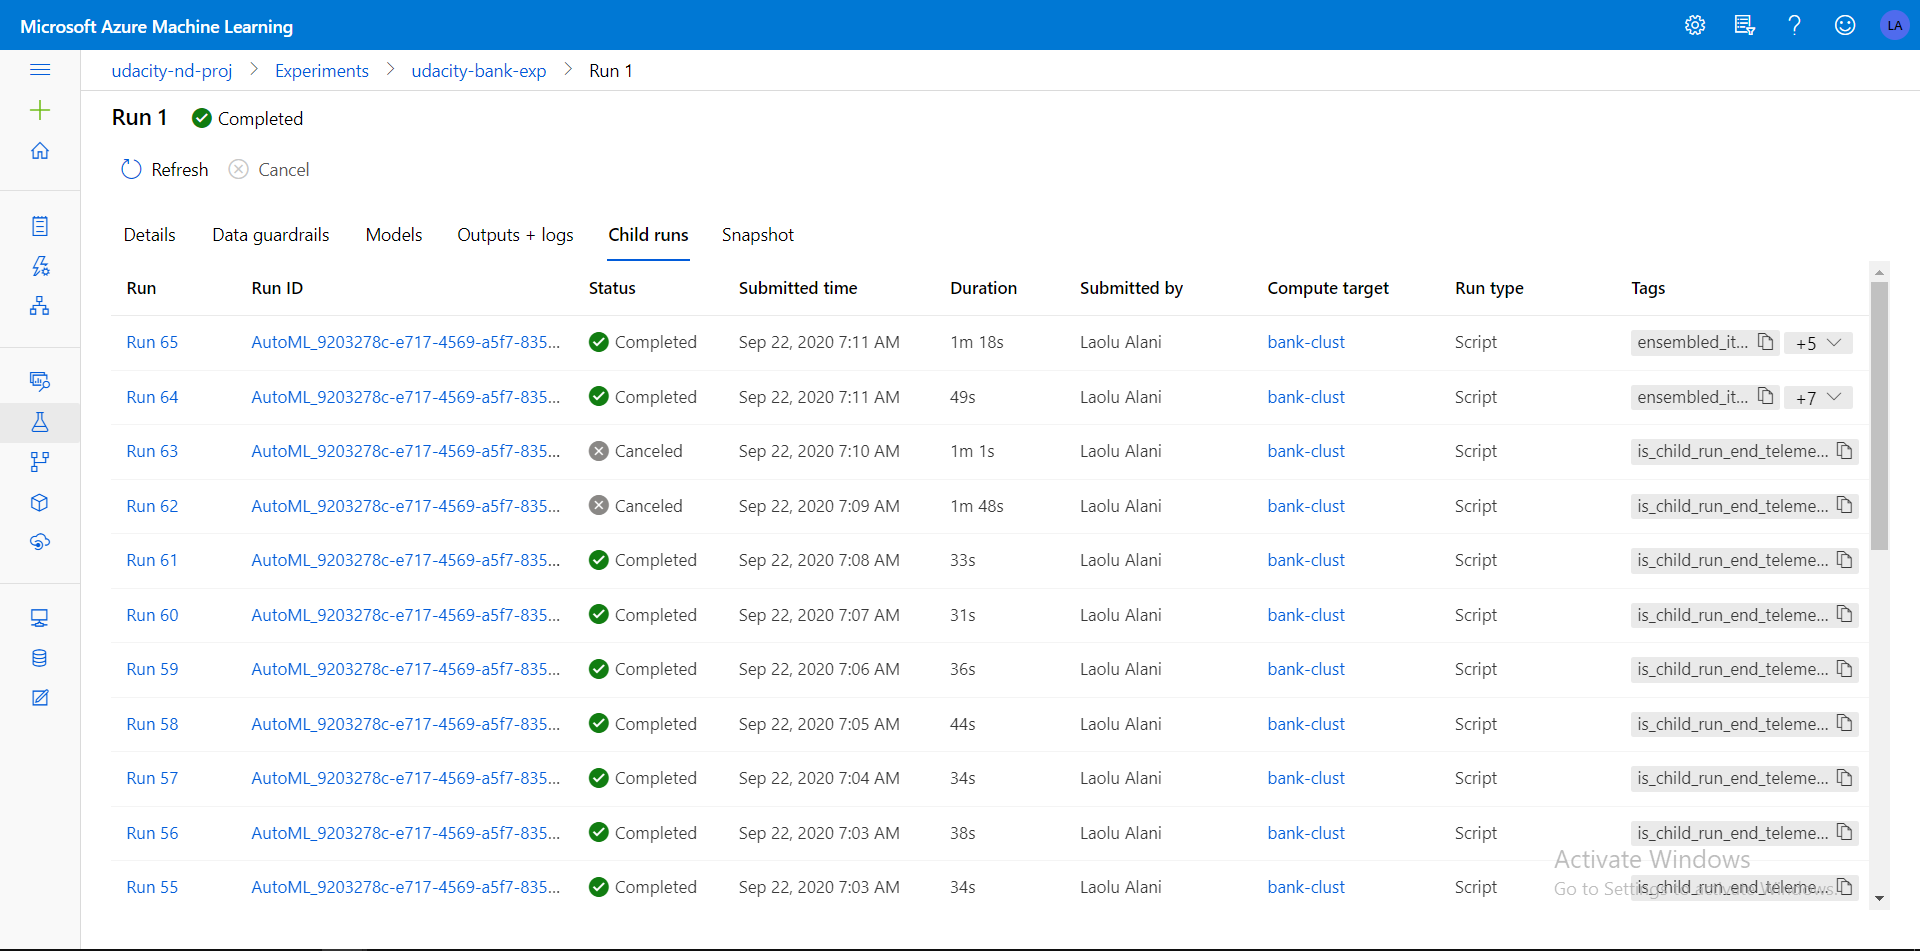 Microsoft Azure Machine Learning
LA
udacity-nd-proj > Experiments > udacity-bank-exp > Run 1
Run 1 Completed
Refresh Cancel
Details Data guardrails Models Outputs + logs Child runs Snapshot
Run Run ID Status Submitted time Duration Submitted by Compute target Run type Tags
Run 65 AutoML_9203278c-e717-4569-a5f7-835... Completed Sep 22, 2020 7:11 AM 1m 18s Laolu Alani bank-clust Script ensembled_it... +5
Run 64 AutoML_9203278c-e717-4569-a5f7-835... Completed Sep 22, 2020 7:11 AM 49s Laolu Alani bank-clust Script ensembled_it... +7
Run 63 AutoML_9203278c-e717-4569-a5f7-835... Canceled Sep 22, 2020 7:10 AM 1m 1s Laolu Alani bank-clust Script is_child_run_end_teleme...
Run 62 AutoML_9203278c-e717-4569-a5f7-835... Canceled Sep 22, 2020 7:09 AM 1m 48s Laolu Alani bank-clust Script is_child_run_end_teleme...
Run 61 AutoML_9203278c-e717-4569-a5f7-835... Completed Sep 22, 2020 7:08 AM 33s Laolu Alani bank-clust Script is_child_run_end_teleme...
Run 60 AutoML_9203278c-e717-4569-a5f7-835... Completed Sep 22, 2020 7:07 AM 31s Laolu Alani bank-clust Script is_child_run_end_teleme...
Run 59 AutoML_9203278c-e717-4569-a5f7-835... Completed Sep 22, 2020 7:06 AM 36s Laolu Alani bank-clust Script is_child_run_end_teleme...
Run 58 AutoML_9203278c-e717-4569-a5f7-835... Completed Sep 22, 2020 7:05 AM 44s Laolu Alani bank-clust Script is_child_run_end_teleme...
Run 57 AutoML_9203278c-e717-4569-a5f7-835... Completed Sep 22, 2020 7:04 AM 34s Laolu Alani bank-clust Script is_child_run_end_teleme...
Run 56 AutoML_9203278c-e717-4569-a5f7-835... Completed Sep 22, 2020 7:03 AM 38s Laolu Alani bank-clust Script is_child_run_end_teleme...
Activate Windows
Run 55 AutoML_9203278c-e717-4569-a5f7-835... Completed Sep 22, 2020 7:03 AM 34s Laolu Alani bank-clust Script is_child_run_end_teleme...
Go to Settings to activate Windows.